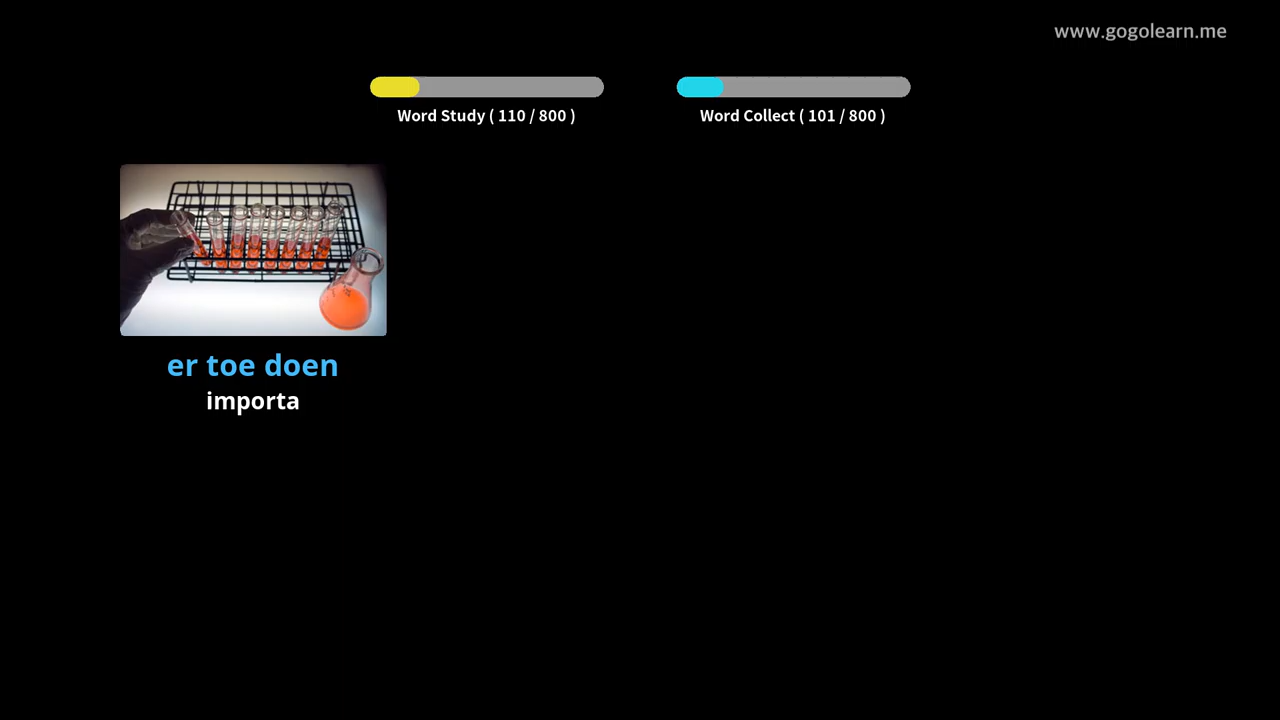 www.gogolearn.me
Word Study ( 110 / 800 )
Word Collect ( 101 / 800 )
er toe doen
importa